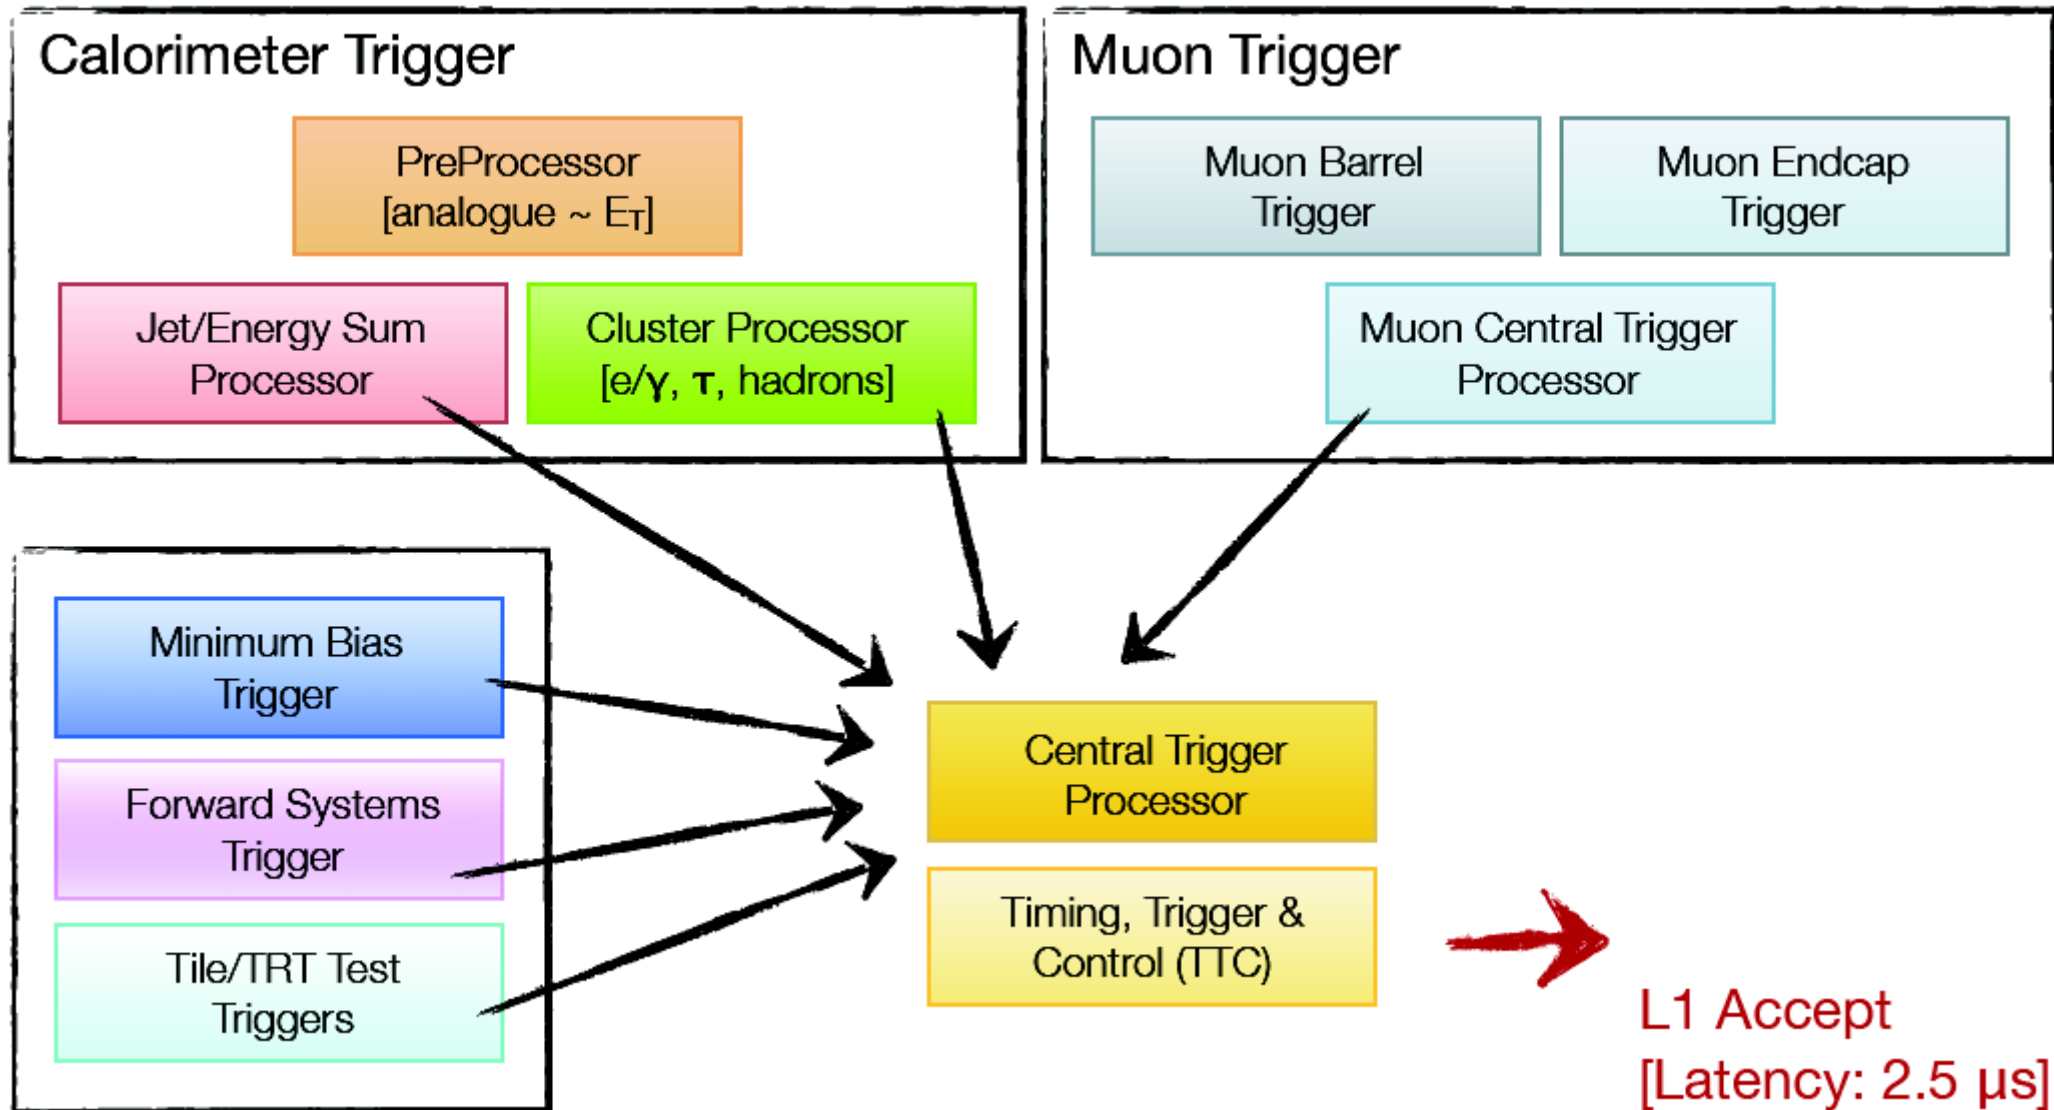 Calorimeter Trigger
PreProcessor
[analogue ~ ET]
Jet/Energy Sum
Processor
Cluster Processor
[e/γ, τ, hadrons]
Muon Trigger
Muon Barrel
Trigger
Muon Endcap
Trigger
Muon Central Trigger
Processor
Minimum Bias
Trigger
Forward Systems
Trigger
Tile/TRT Test
Triggers
Central Trigger
Processor
Timing, Trigger &
Control (TTC)
L1 Accept
[Latency: 2.5 μs]